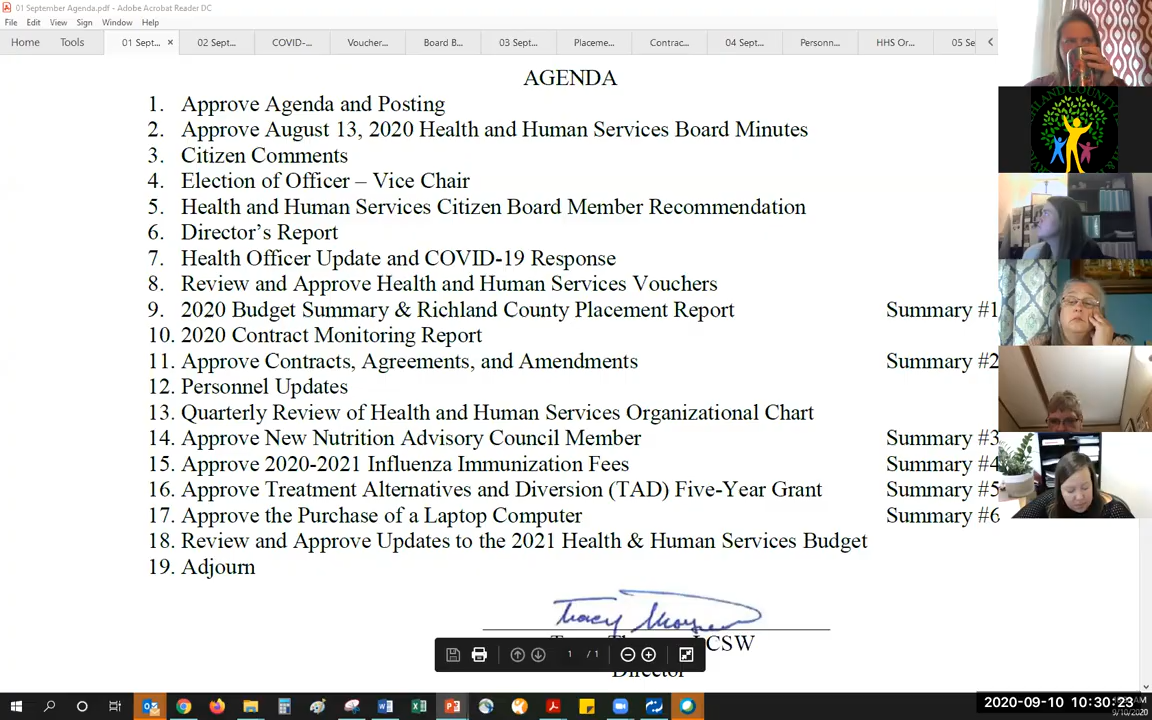 01 September Agenda.pdf - Adobe Acrobat Reader DC
File Edit View Sign Window Help
Home Tools 01 Sept... × 02 Sept... COVID-... Voucher... Board B... 03 Sept... Placeme... Contrac... 04 Sept... Personn... HHS Or... 05 Se
AGENDA
1. Approve Agenda and Posting
2. Approve August 13, 2020 Health and Human Services Board Minutes
3. Citizen Comments
4. Election of Officer – Vice Chair
5. Health and Human Services Citizen Board Member Recommendation
6. Director's Report
7. Health Officer Update and COVID-19 Response
8. Review and Approve Health and Human Services Vouchers
9. 2020 Budget Summary & Richland County Placement Report Summary #1
10. 2020 Contract Monitoring Report
11. Approve Contracts, Agreements, and Amendments Summary #2
12. Personnel Updates
13. Quarterly Review of Health and Human Services Organizational Chart
14. Approve New Nutrition Advisory Council Member Summary #3
15. Approve 2020-2021 Influenza Immunization Fees Summary #4
16. Approve Treatment Alternatives and Diversion (TAD) Five-Year Grant Summary #5
17. Approve the Purchase of a Laptop Computer Summary #6
18. Review and Approve Updates to the 2021 Health & Human Services Budget
19. Adjourn
Tracy
CSW
1 / 1
Director
2020-09-10 10:30:23
9/10/2020